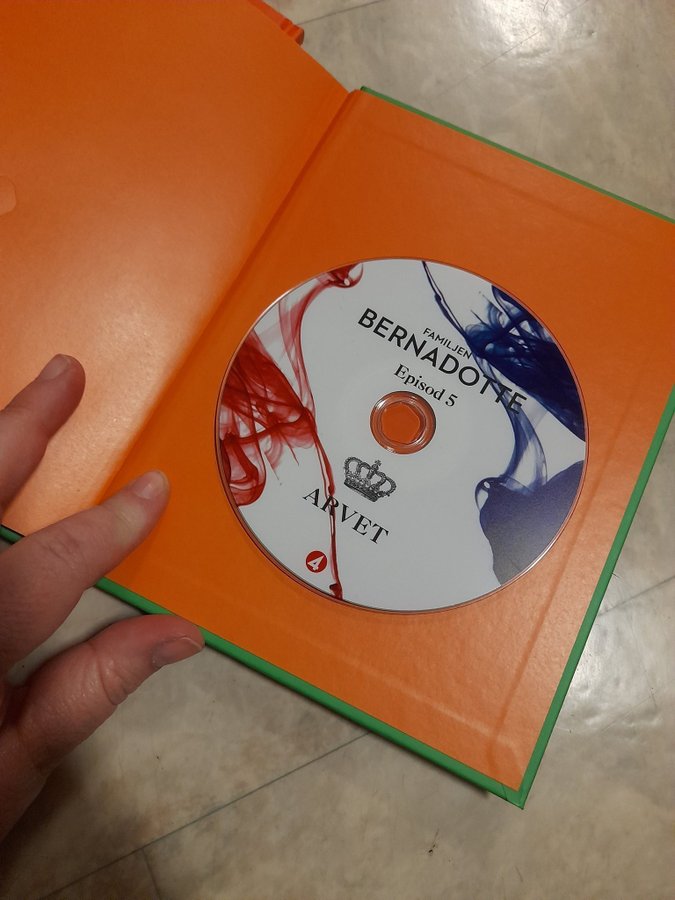 FAMILJEN
BERNADOTTE
Episod 5
ARVET
4